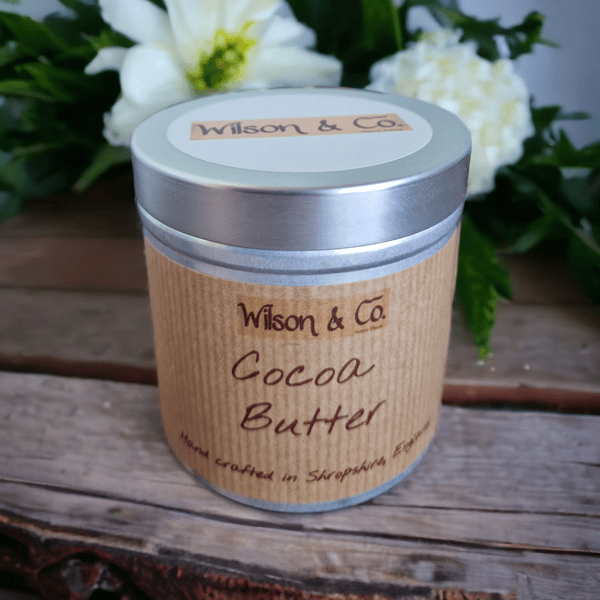 Wilson & Co.
Wilson & Co.
Cocoa
Butter
Hand crafted in Shropshire, England